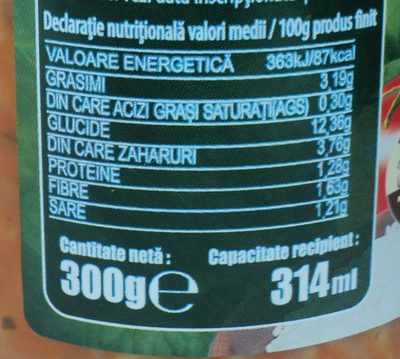 Declarație nutrițională valori medii / 100g produs finit
VALOARE ENERGETICĂ 363kJ/87kcal
GRASIMI 3,19g
DIN CARE ACIZI GRAȘI SATURAȚI(AGS) 0,30g
GLUCIDE 12,36g
DIN CARE ZAHARURI 3,76g
PROTEINE 1,28g
FIBRE 1,63g
SARE 1,21g
Cantitate netă : Capacitate recipient :
300g℮ 314ml